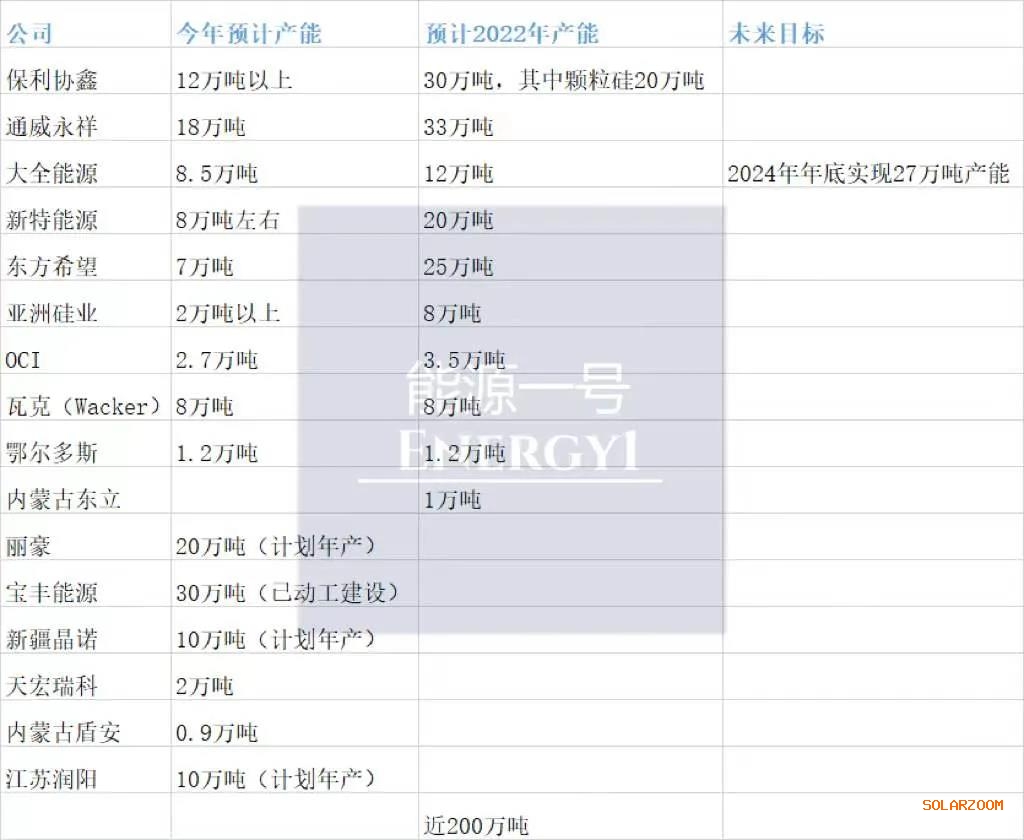 公司 今年预计产能 预计2022年产能 未来目标
保利协鑫 12万吨以上 30万吨，其中颗粒硅20万吨
通威永祥 18万吨 33万吨
大全能源 8.5万吨 12万吨 2024年年底实现27万吨产能
新特能源 8万吨左右 20万吨
东方希望 7万吨 25万吨
亚洲硅业 2万吨以上 8万吨
OCI 2.7万吨 3.5万吨
能源一号
瓦克（Wacker） 8万吨 8万吨
鄂尔多斯 1.2万吨 1.2万吨
ENERGY1
内蒙古东立 1万吨
丽豪 20万吨（计划年产）
宝丰能源 30万吨（已动工建设）
新疆晶诺 10万吨（计划年产）
天宏瑞科 2万吨
内蒙古盾安 0.9万吨
江苏润阳 10万吨（计划年产）
SOLARZOOM
近200万吨